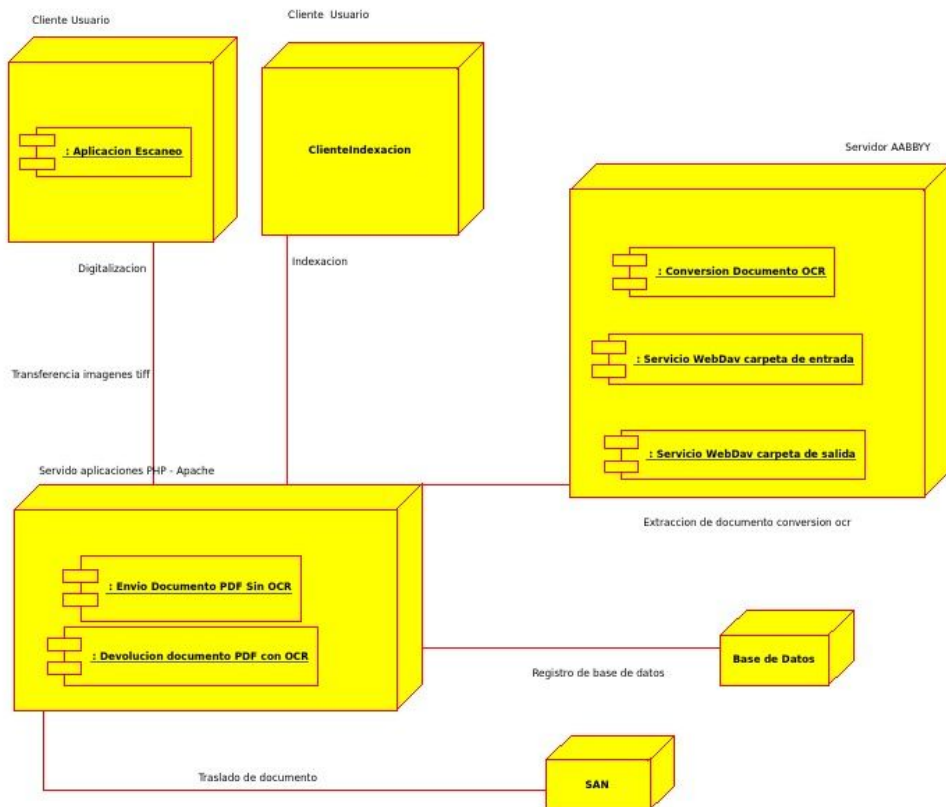 Cliente Usuario
Cliente  Usuario
: Aplicacion Escaneo
ClienteIndexacion
Servidor AABBYY
: Conversion Documento OCR
: Servicio WebDav carpeta de entrada
: Servicio WebDav carpeta de salida
Digitalizacion
Indexacion
Transferencia imagenes tiff
Servido aplicaciones PHP - Apache
Extraccion de documento conversion ocr
: Envio Documento PDF Sin OCR
: Devolucion documento PDF con OCR
Base de Datos
Registro de base de datos
Traslado de documento
SAN